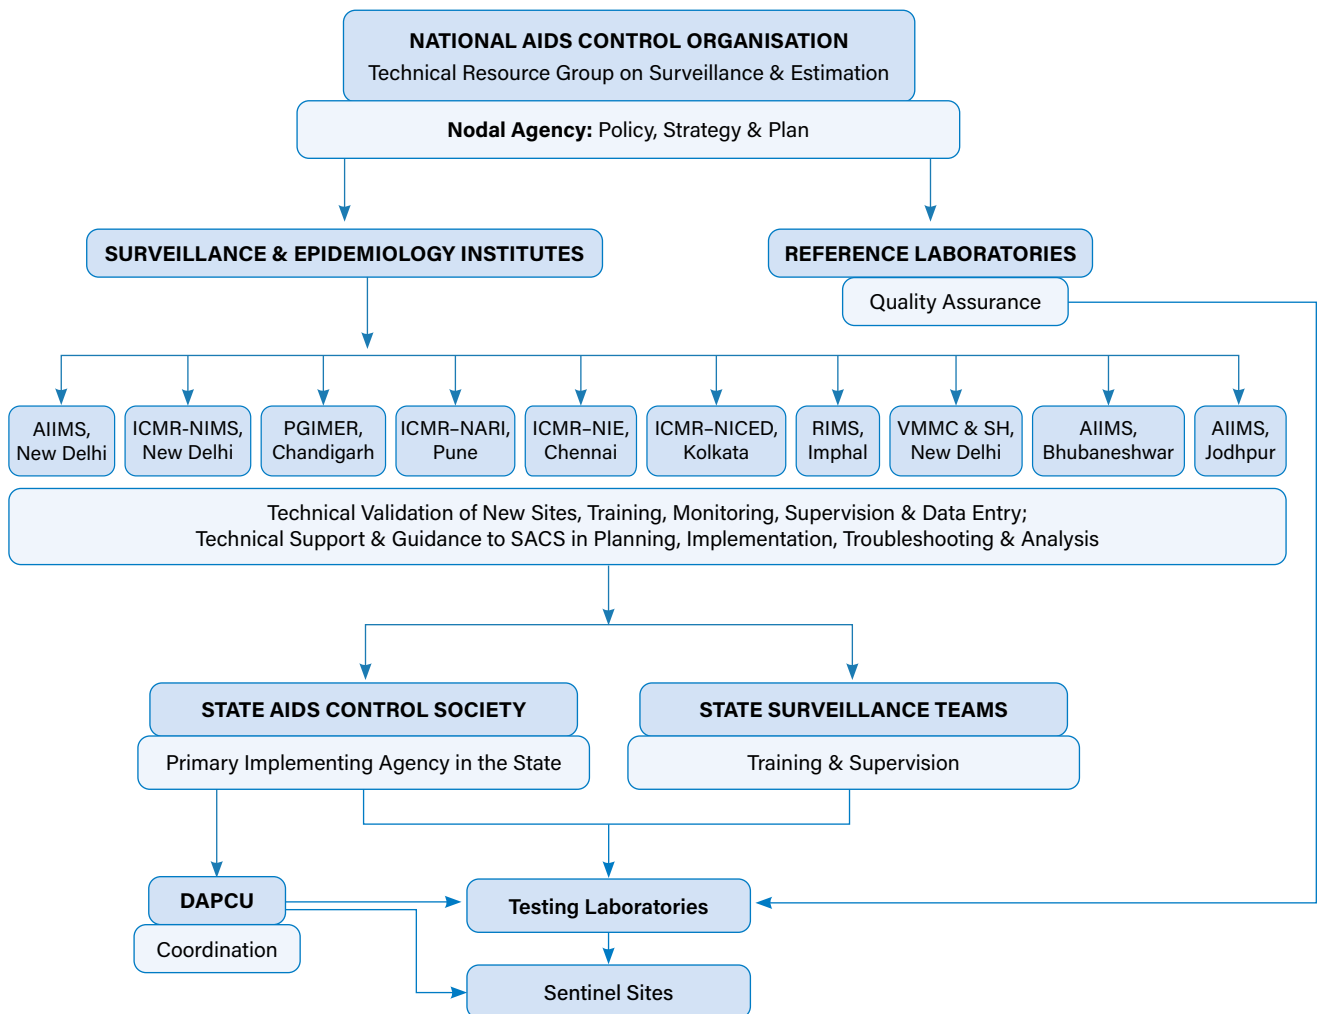 NATIONAL AIDS CONTROL ORGANISATION
Technical Resource Group on Surveillance & Estimation
Nodal Agency: Policy, Strategy & Plan
SURVEILLANCE & EPIDEMIOLOGY INSTITUTES
REFERENCE LABORATORIES
Quality Assurance
AIIMS,
New Delhi
ICMR-NIMS,
New Delhi
PGIMER,
Chandigarh
ICMR–NARI,
Pune
ICMR–NIE,
Chennai
ICMR–NICED,
Kolkata
RIMS,
Imphal
VMMC & SH,
New Delhi
AIIMS,
Bhubaneshwar
AIIMS,
Jodhpur
Technical Validation of New Sites, Training, Monitoring, Supervision & Data Entry;
Technical Support & Guidance to SACS in Planning, Implementation, Troubleshooting & Analysis
STATE AIDS CONTROL SOCIETY
Primary Implementing Agency in the State
STATE SURVEILLANCE TEAMS
Training & Supervision
DAPCU
Coordination
Testing Laboratories
Sentinel Sites